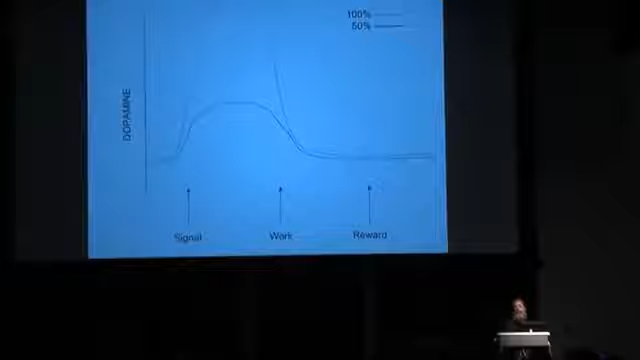 100%
50%
DOPAMINE
Signal
Work
Reward